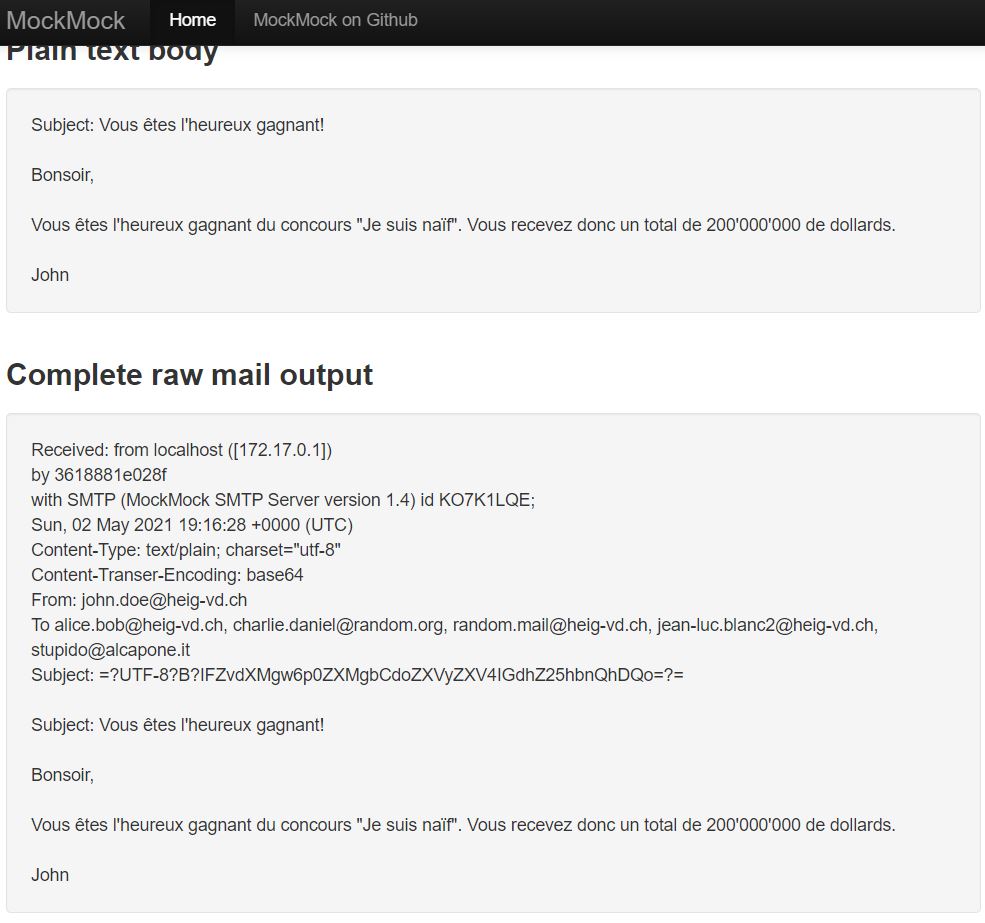 MockMock Home MockMock on Github
Plain text body
Subject: Vous êtes l'heureux gagnant!
Bonsoir,
Vous êtes l'heureux gagnant du concours "Je suis naïf". Vous recevez donc un total de 200'000'000 de dollards.
John
Complete raw mail output
Received: from localhost ([172.17.0.1])
by 3618881e028f
with SMTP (MockMock SMTP Server version 1.4) id KO7K1LQE;
Sun, 02 May 2021 19:16:28 +0000 (UTC)
Content-Type: text/plain; charset="utf-8"
Content-Transer-Encoding: base64
From: john.doe@heig-vd.ch
To alice.bob@heig-vd.ch, charlie.daniel@random.org, random.mail@heig-vd.ch, jean-luc.blanc2@heig-vd.ch,
stupido@alcapone.it
Subject: =?UTF-8?B?IFZvdXMgw6p0ZXMgbCdoZXVyZXV4IGdhZ25hbnQhDQo=?=
Subject: Vous êtes l'heureux gagnant!
Bonsoir,
Vous êtes l'heureux gagnant du concours "Je suis naïf". Vous recevez donc un total de 200'000'000 de dollards.
John